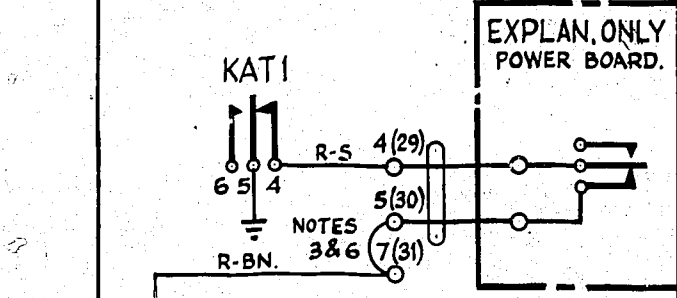 EXPLAN. ONLY
POWER BOARD.
KAT1
R-S
4(29)
6 5 4
5(30)
NOTES
3&6
7(31)
R-BN.